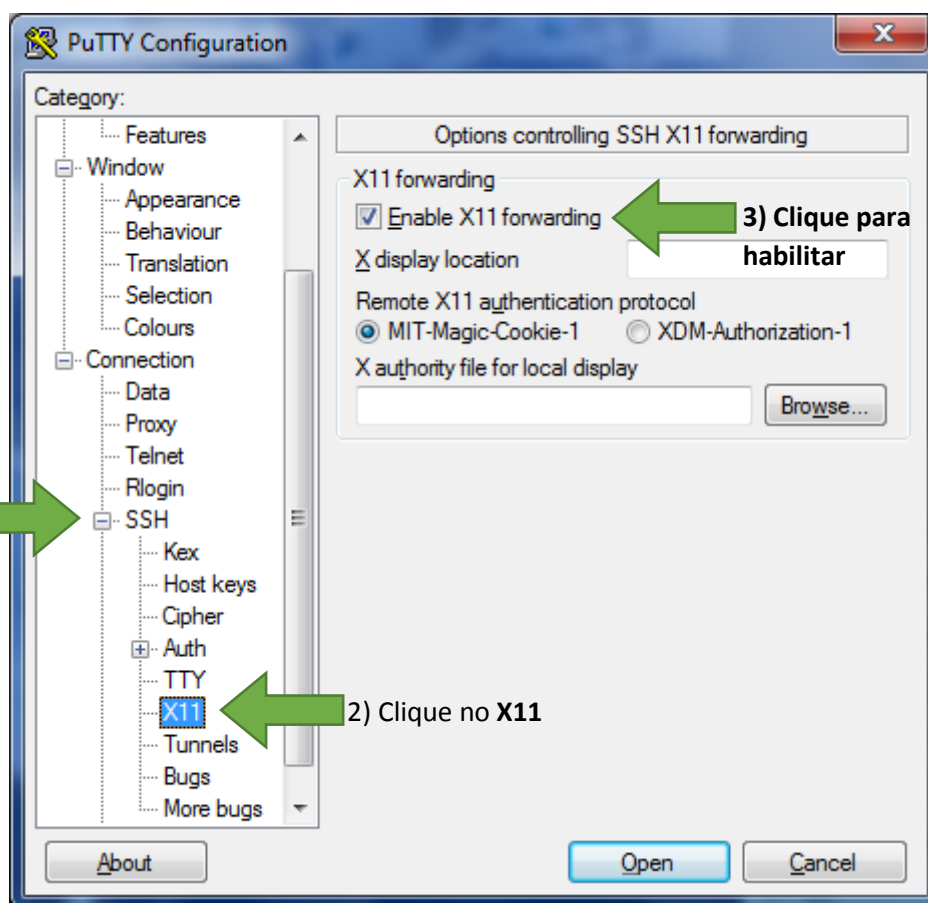 PuTTY Configuration
Category:
Features
Window
Appearance
Behaviour
Translation
Selection
Colours
Connection
Data
Proxy
Telnet
Rlogin
SSH
Kex
Host keys
Cipher
Auth
TTY
X11
Tunnels
Bugs
More bugs
Options controlling SSH X11 forwarding
X11 forwarding
Enable X11 forwarding
3) Clique para
habilitar
X display location
Remote X11 authentication protocol
MIT-Magic-Cookie-1 XDM-Authorization-1
X authority file for local display
Browse...
2) Clique no X11
About Open Cancel